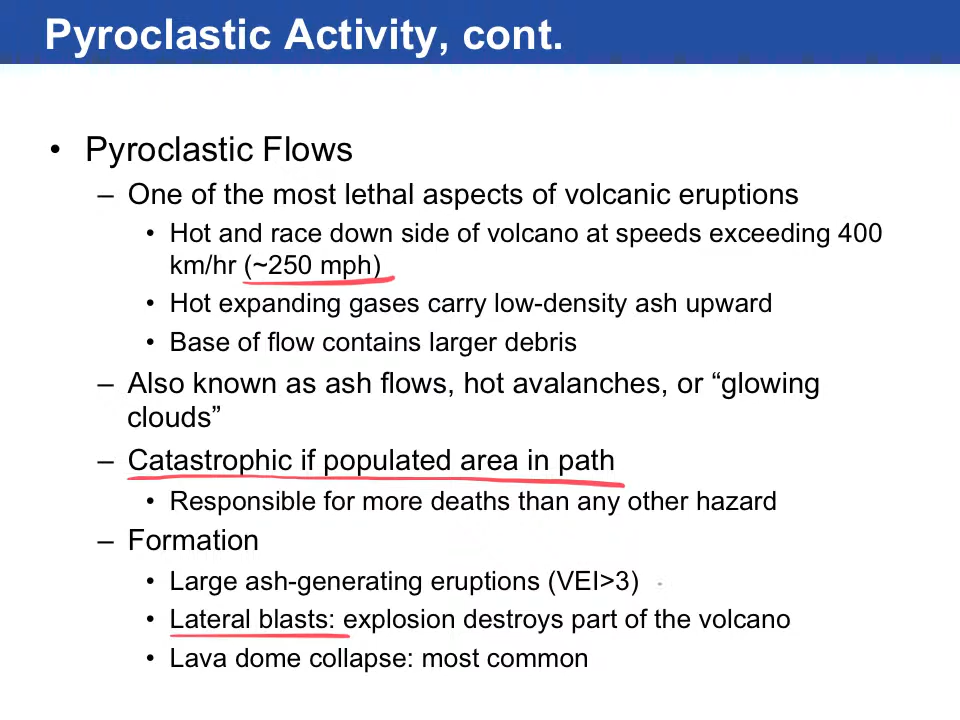 Pyroclastic Activity, cont.
• Pyroclastic Flows
– One of the most lethal aspects of volcanic eruptions
• Hot and race down side of volcano at speeds exceeding 400
km/hr (~250 mph)
• Hot expanding gases carry low-density ash upward
• Base of flow contains larger debris
– Also known as ash flows, hot avalanches, or “glowing
clouds”
– Catastrophic if populated area in path
• Responsible for more deaths than any other hazard
– Formation
• Large ash-generating eruptions (VEI>3)
• Lateral blasts: explosion destroys part of the volcano
• Lava dome collapse: most common